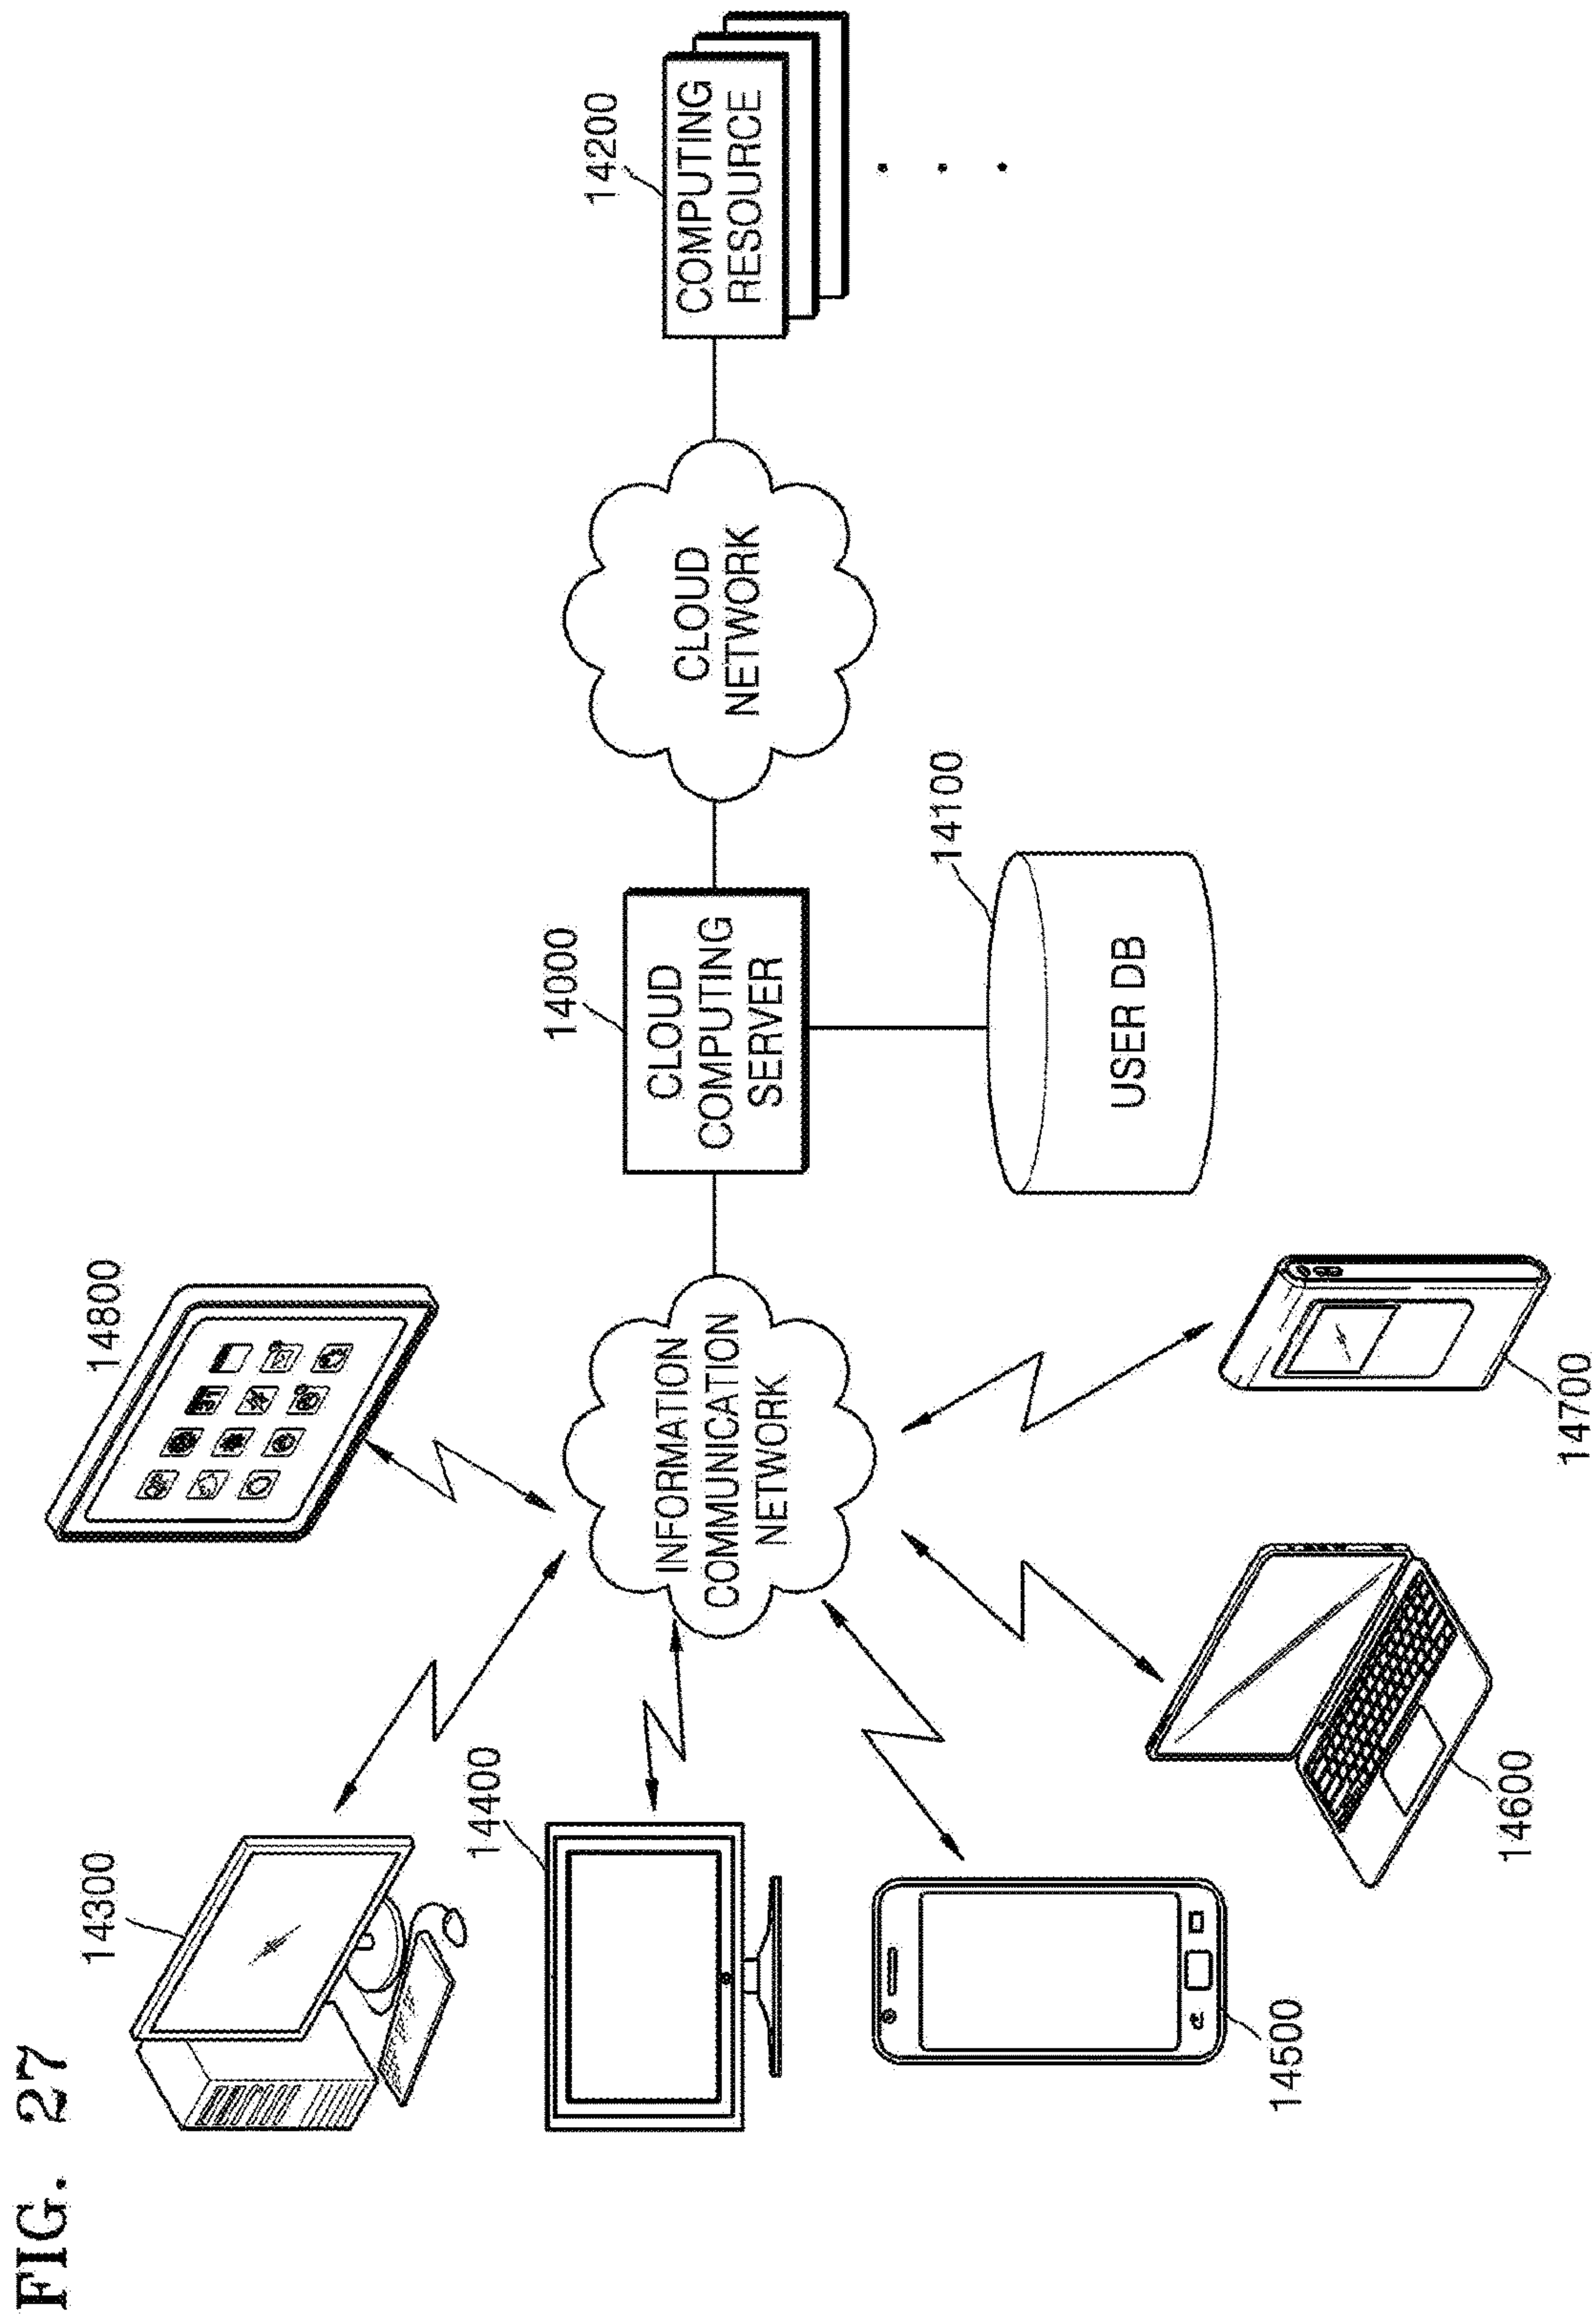 FIG. 27
14300
14800
14400
14000
14200
INFORMATION
COMMUNICATION
NETWORK
CLOUD
COMPUTING
SERVER
CLOUD
NETWORK
COMPUTING
RESOURCE
14100
USER DB
14500
14600
14700